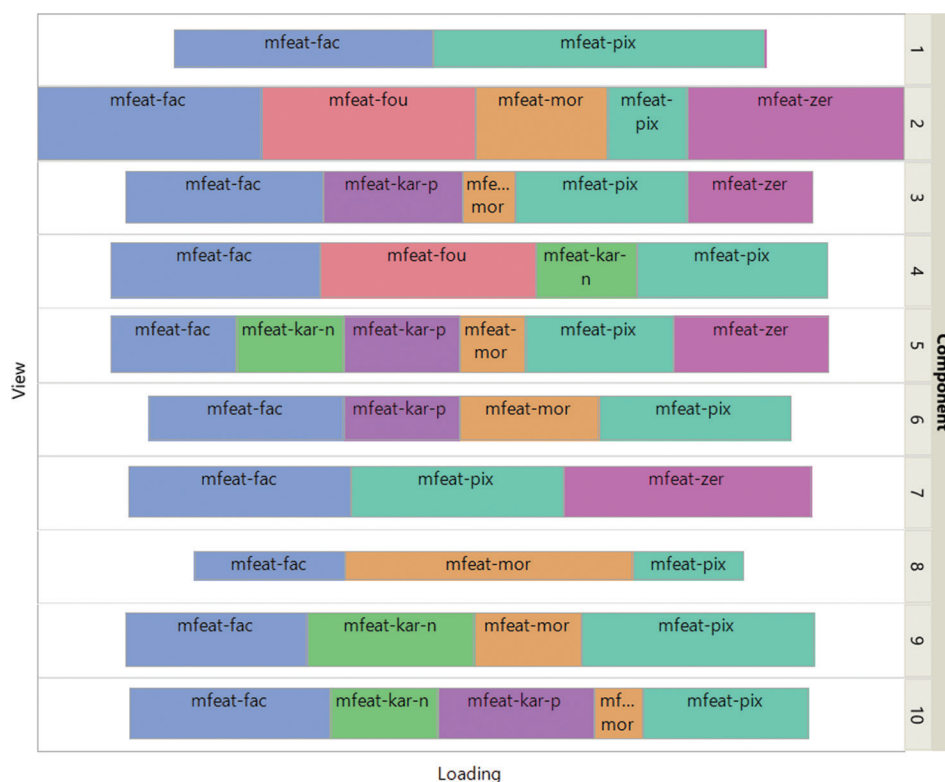 mfeat-fac mfeat-pix 1
mfeat-fac mfeat-fou mfeat-mor mfeat-
pix mfeat-zer 2
mfeat-fac mfeat-kar-p mfe...
mor mfeat-pix mfeat-zer 3
mfeat-fac mfeat-fou mfeat-kar-
n mfeat-pix 4
mfeat-fac mfeat-kar-n mfeat-kar-p mfeat-
mor mfeat-pix mfeat-zer 5
View
Component
mfeat-fac mfeat-kar-p mfeat-mor mfeat-pix 6
mfeat-fac mfeat-pix mfeat-zer 7
mfeat-fac mfeat-mor mfeat-pix 8
mfeat-fac mfeat-kar-n mfeat-mor mfeat-pix 9
mfeat-fac mfeat-kar-n mfeat-kar-p mf...
mor mfeat-pix 10
Loading